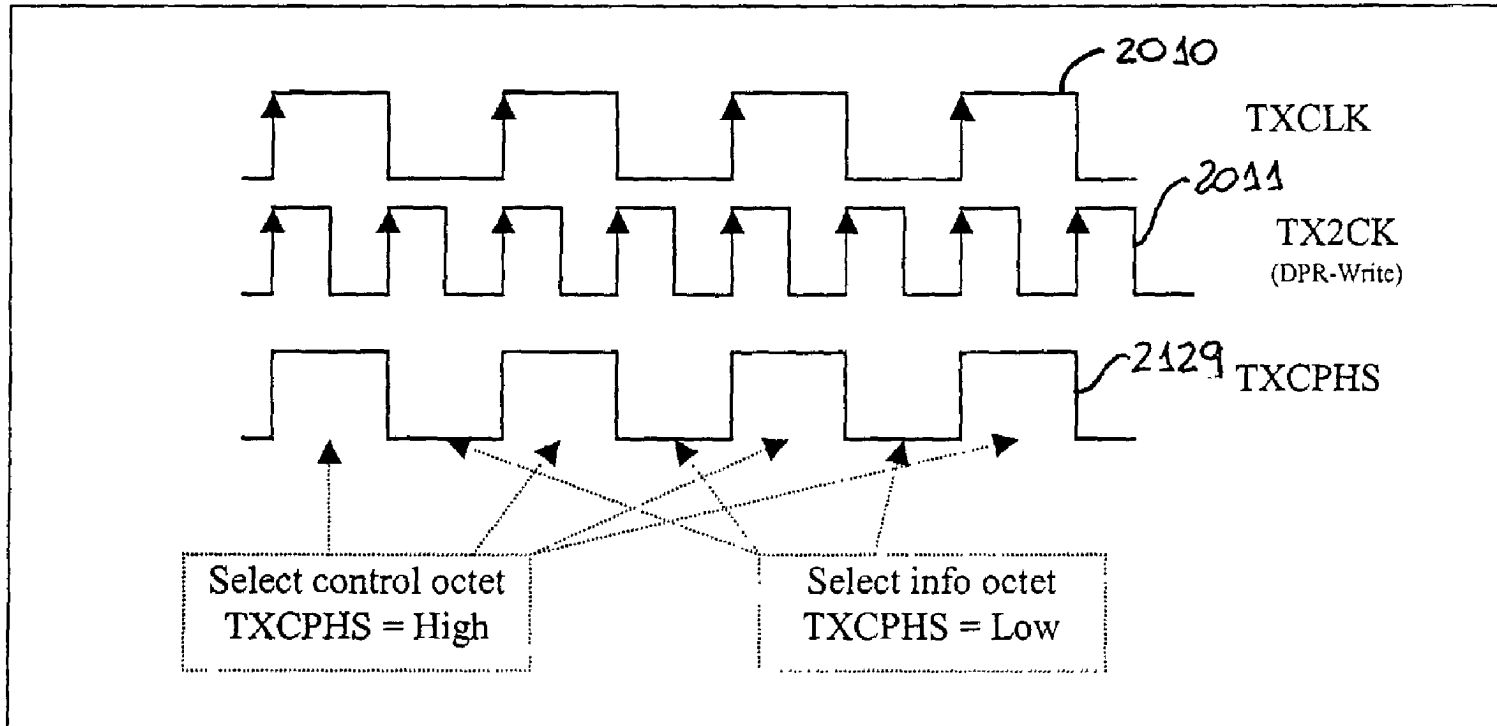 2010
TXCLK
2011
TX2CK
(DPR-Write)
2129
TXCPHS
Select control octet
TXCPHS = High
Select info octet
TXCPHS = Low